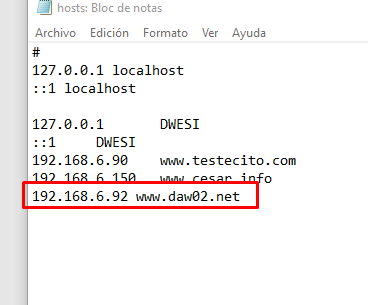 hosts: Bloc de notas
Archivo Edición Formato Ver Ayuda
#
127.0.0.1 localhost
::1 localhost
127.0.0.1 DWESI
::1 DWESI
192.168.6.90 www.testecito.com
192.168.6.150 www.cesar.info
192.168.6.92 www.daw02.net